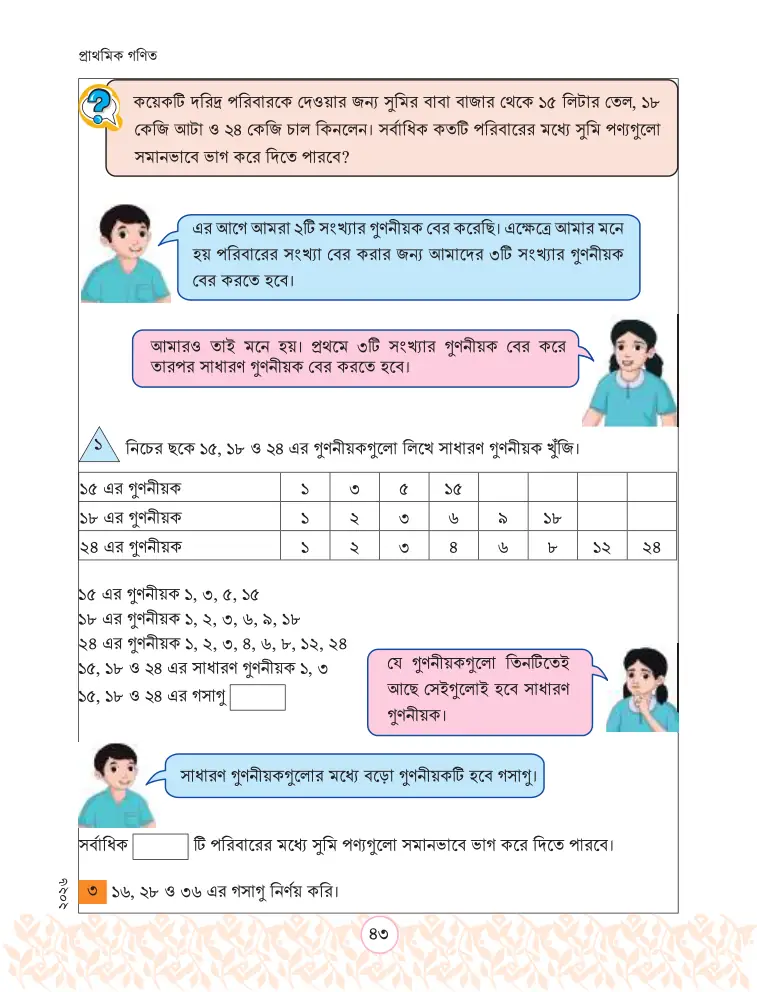 প্রাথমিক গণিত
কয়েকটি দরিদ্র পরিবারকে দেওয়ার জন্য সুমির বাবা বাজার থেকে ১৫ লিটার তেল, ১৮
কেজি আটা ও ২৪ কেজি চাল কিনলেন। সর্বাধিক কতটি পরিবারের মধ্যে সুমি পণ্যগুলো
সমানভাবে ভাগ করে দিতে পারবে?
এর আগে আমরা ২টি সংখ্যার গুণনীয়ক বের করেছি। এক্ষেত্রে আমার মনে
হয় পরিবারের সংখ্যা বের করার জন্য আমাদের ৩টি সংখ্যার গুণনীয়ক
বের করতে হবে।
আমারও তাই মনে হয়। প্রথমে ৩টি সংখ্যার গুণনীয়ক বের করে
তারপর সাধারণ গুণনীয়ক বের করতে হবে।
১ নিচের ছকে ১৫, ১৮ ও ২৪ এর গুণনীয়কগুলো লিখে সাধারণ গুণনীয়ক খুঁজি।
১৫ এর গুণনীয়ক ১ ৩ ৫ ১৫
১৮ এর গুণনীয়ক ১ ২ ৩ ৬ ৯ ১৮
২৪ এর গুণনীয়ক ১ ২ ৩ ৪ ৬ ৮ ১২ ২৪
১৫ এর গুণনীয়ক ১, ৩, ৫, ১৫
১৮ এর গুণনীয়ক ১, ২, ৩, ৬, ৯, ১৮
২৪ এর গুণনীয়ক ১, ২, ৩, ৪, ৬, ৮, ১২, ২৪
১৫, ১৮ ও ২৪ এর সাধারণ গুণনীয়ক ১, ৩
১৫, ১৮ ও ২৪ এর গসাগু
যে গুণনীয়কগুলো তিনটিতেই
আছে সেইগুলোই হবে সাধারণ
গুণনীয়ক।
সাধারণ গুণনীয়কগুলোর মধ্যে বড়ো গুণনীয়কটি হবে গসাগু।
সর্বাধিক টি পরিবারের মধ্যে সুমি পণ্যগুলো সমানভাবে ভাগ করে দিতে পারবে।
৩ ১৬, ২৮ ও ৩৬ এর গসাগু নির্ণয় করি।
২০২৬
৪৩